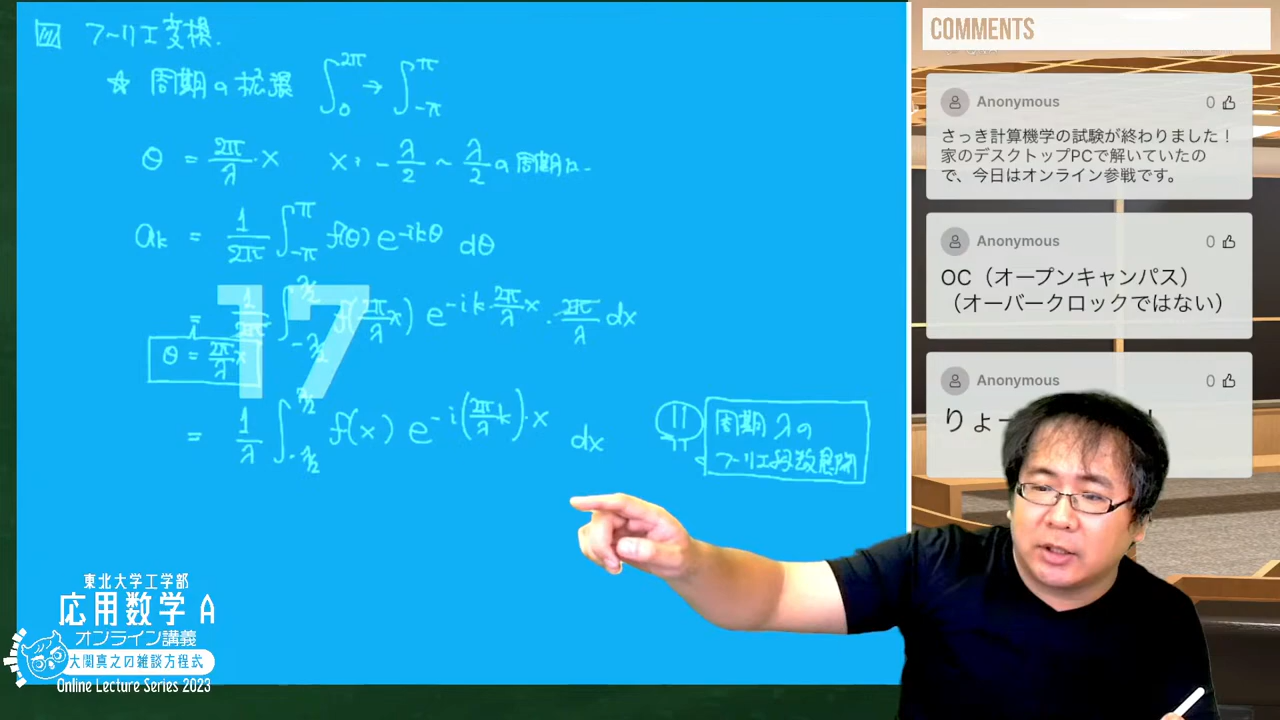 フーリエ変換.
☆ 周期の拡張 ∫₀^2π → ∫_-π^π
θ = 2π/λ・x x: -λ/2 ~ λ/2 の周期に
aₖ = 1/2π ∫_-π^π f(θ) e^-ikθ dθ
= 1/2π ∫_-λ/2^λ/2 f(2π/λ x) e^-ik・2π/λ x・2π/λ dx
θ = 2π/λ x
17
= 1/λ ∫_-λ/2^λ/2 f(x) e^-i(2π/λ k)・x dx
周期λの
フーリエ級数展開
東北大学工学部
応用数学 A
オンライン講義
大関真之の雑談方程式
Online Lecture Series 2023
COMMENTS
Anonymous 0
さっき計算機学の試験が終わりました！
家のデスクトップPCで解いていたの
で、今日はオンライン参戦です。
Anonymous 0
OC（オープンキャンパス）
（オーバークロックではない）
Anonymous 0
りょー